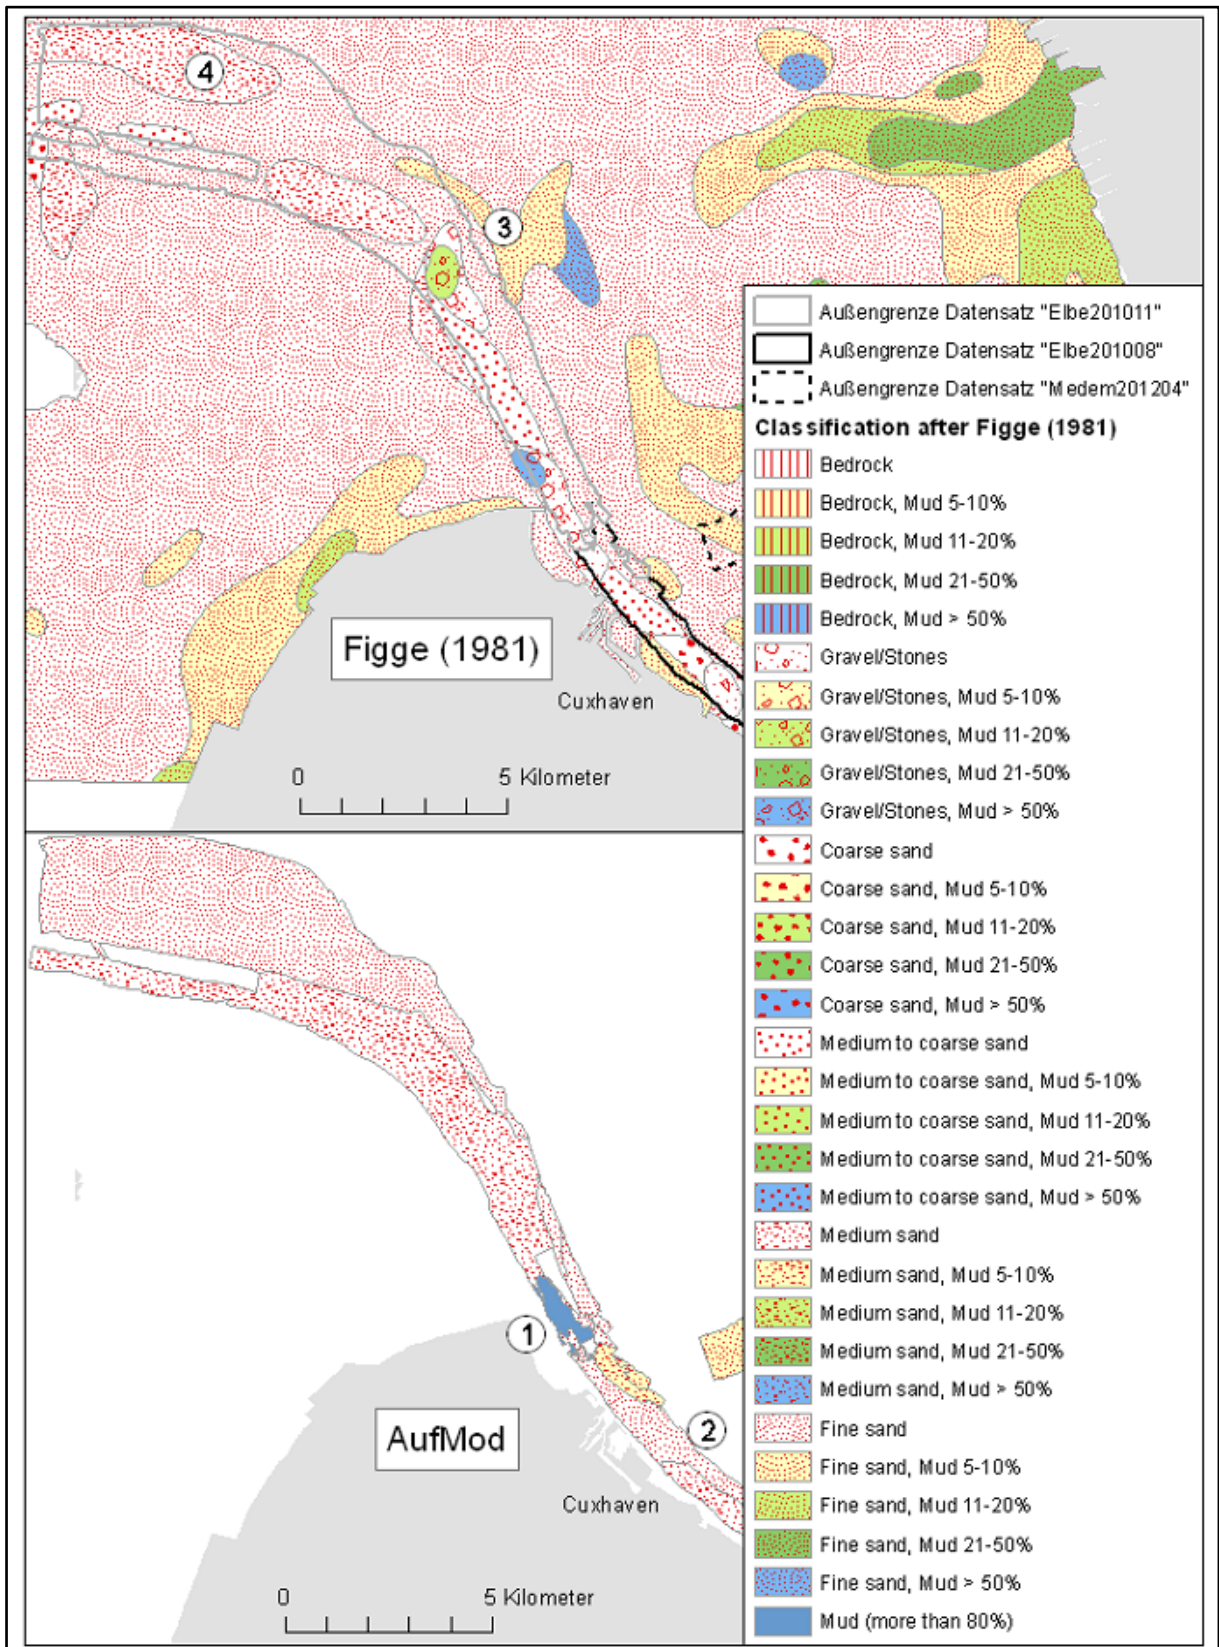 4
3
Figge (1981)
Cuxhaven
0 5 Kilometer
Außengrenze Datensatz "Elbe201011"
Außengrenze Datensatz "Elbe201008"
Außengrenze Datensatz "Medem201204"
Classification after Figge (1981)
Bedrock
Bedrock, Mud 5-10%
Bedrock, Mud 11-20%
Bedrock, Mud 21-50%
Bedrock, Mud > 50%
Gravel/Stones
Gravel/Stones, Mud 5-10%
Gravel/Stones, Mud 11-20%
Gravel/Stones, Mud 21-50%
Gravel/Stones, Mud > 50%
Coarse sand
Coarse sand, Mud 5-10%
Coarse sand, Mud 11-20%
Coarse sand, Mud 21-50%
Coarse sand, Mud > 50%
Medium to coarse sand
Medium to coarse sand, Mud 5-10%
Medium to coarse sand, Mud 11-20%
Medium to coarse sand, Mud 21-50%
Medium to coarse sand, Mud > 50%
Medium sand
Medium sand, Mud 5-10%
Medium sand, Mud 11-20%
Medium sand, Mud 21-50%
Medium sand, Mud > 50%
Fine sand
Fine sand, Mud 5-10%
Fine sand, Mud 11-20%
Fine sand, Mud 21-50%
Fine sand, Mud > 50%
Mud (more than 80%)
1
2
AufMod
Cuxhaven
0 5 Kilometer